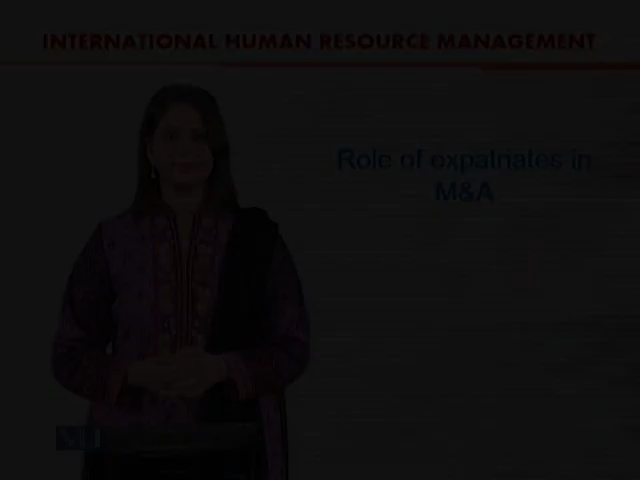 INTERNATIONAL HUMAN RESOURCE MANAGEMENT
Role of expatriates in
M&A